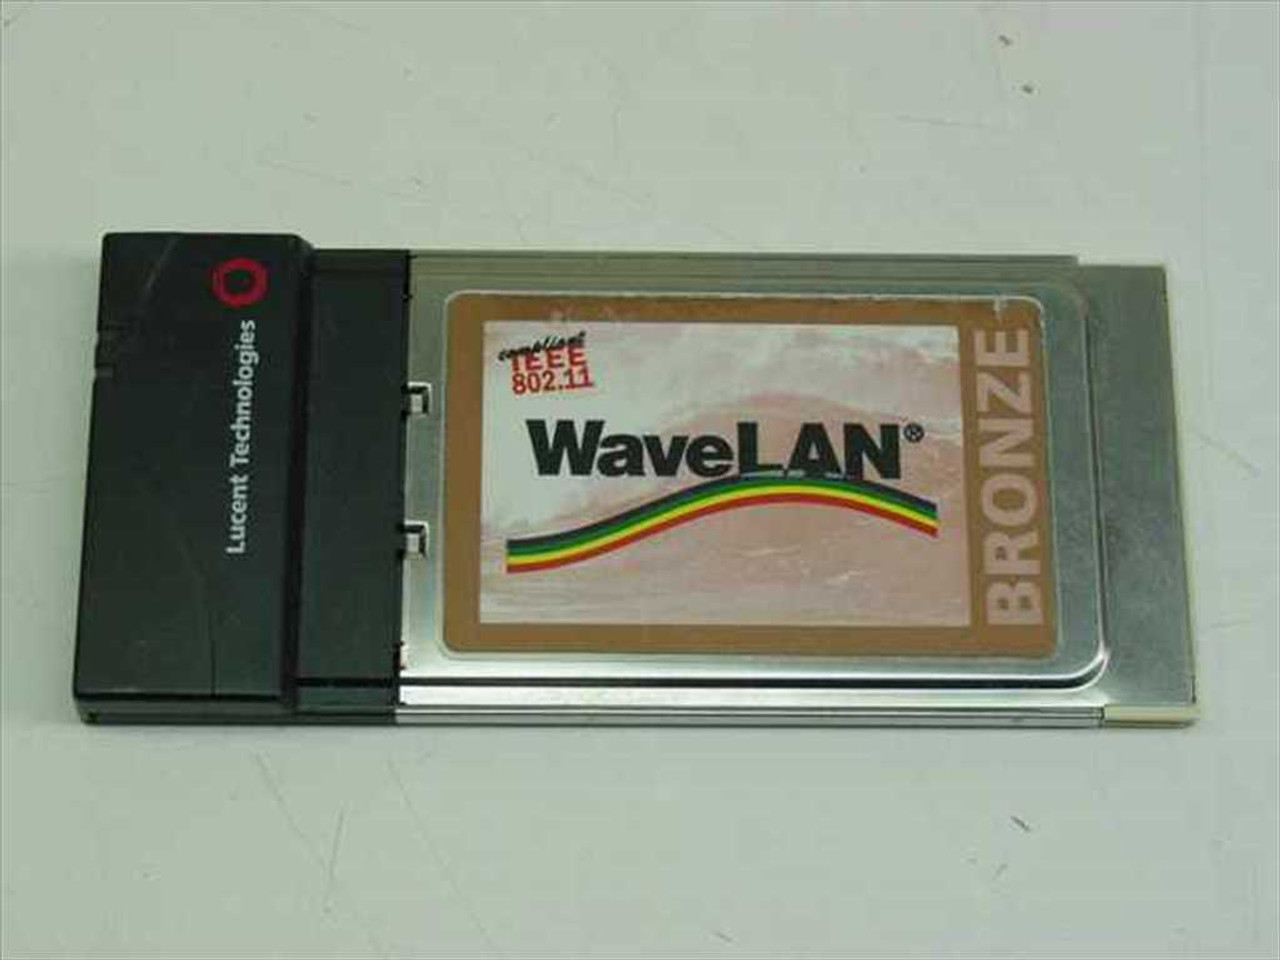 Lucent Technologies
compliant
IEEE
802.11
WaveLAN®
BRONZE